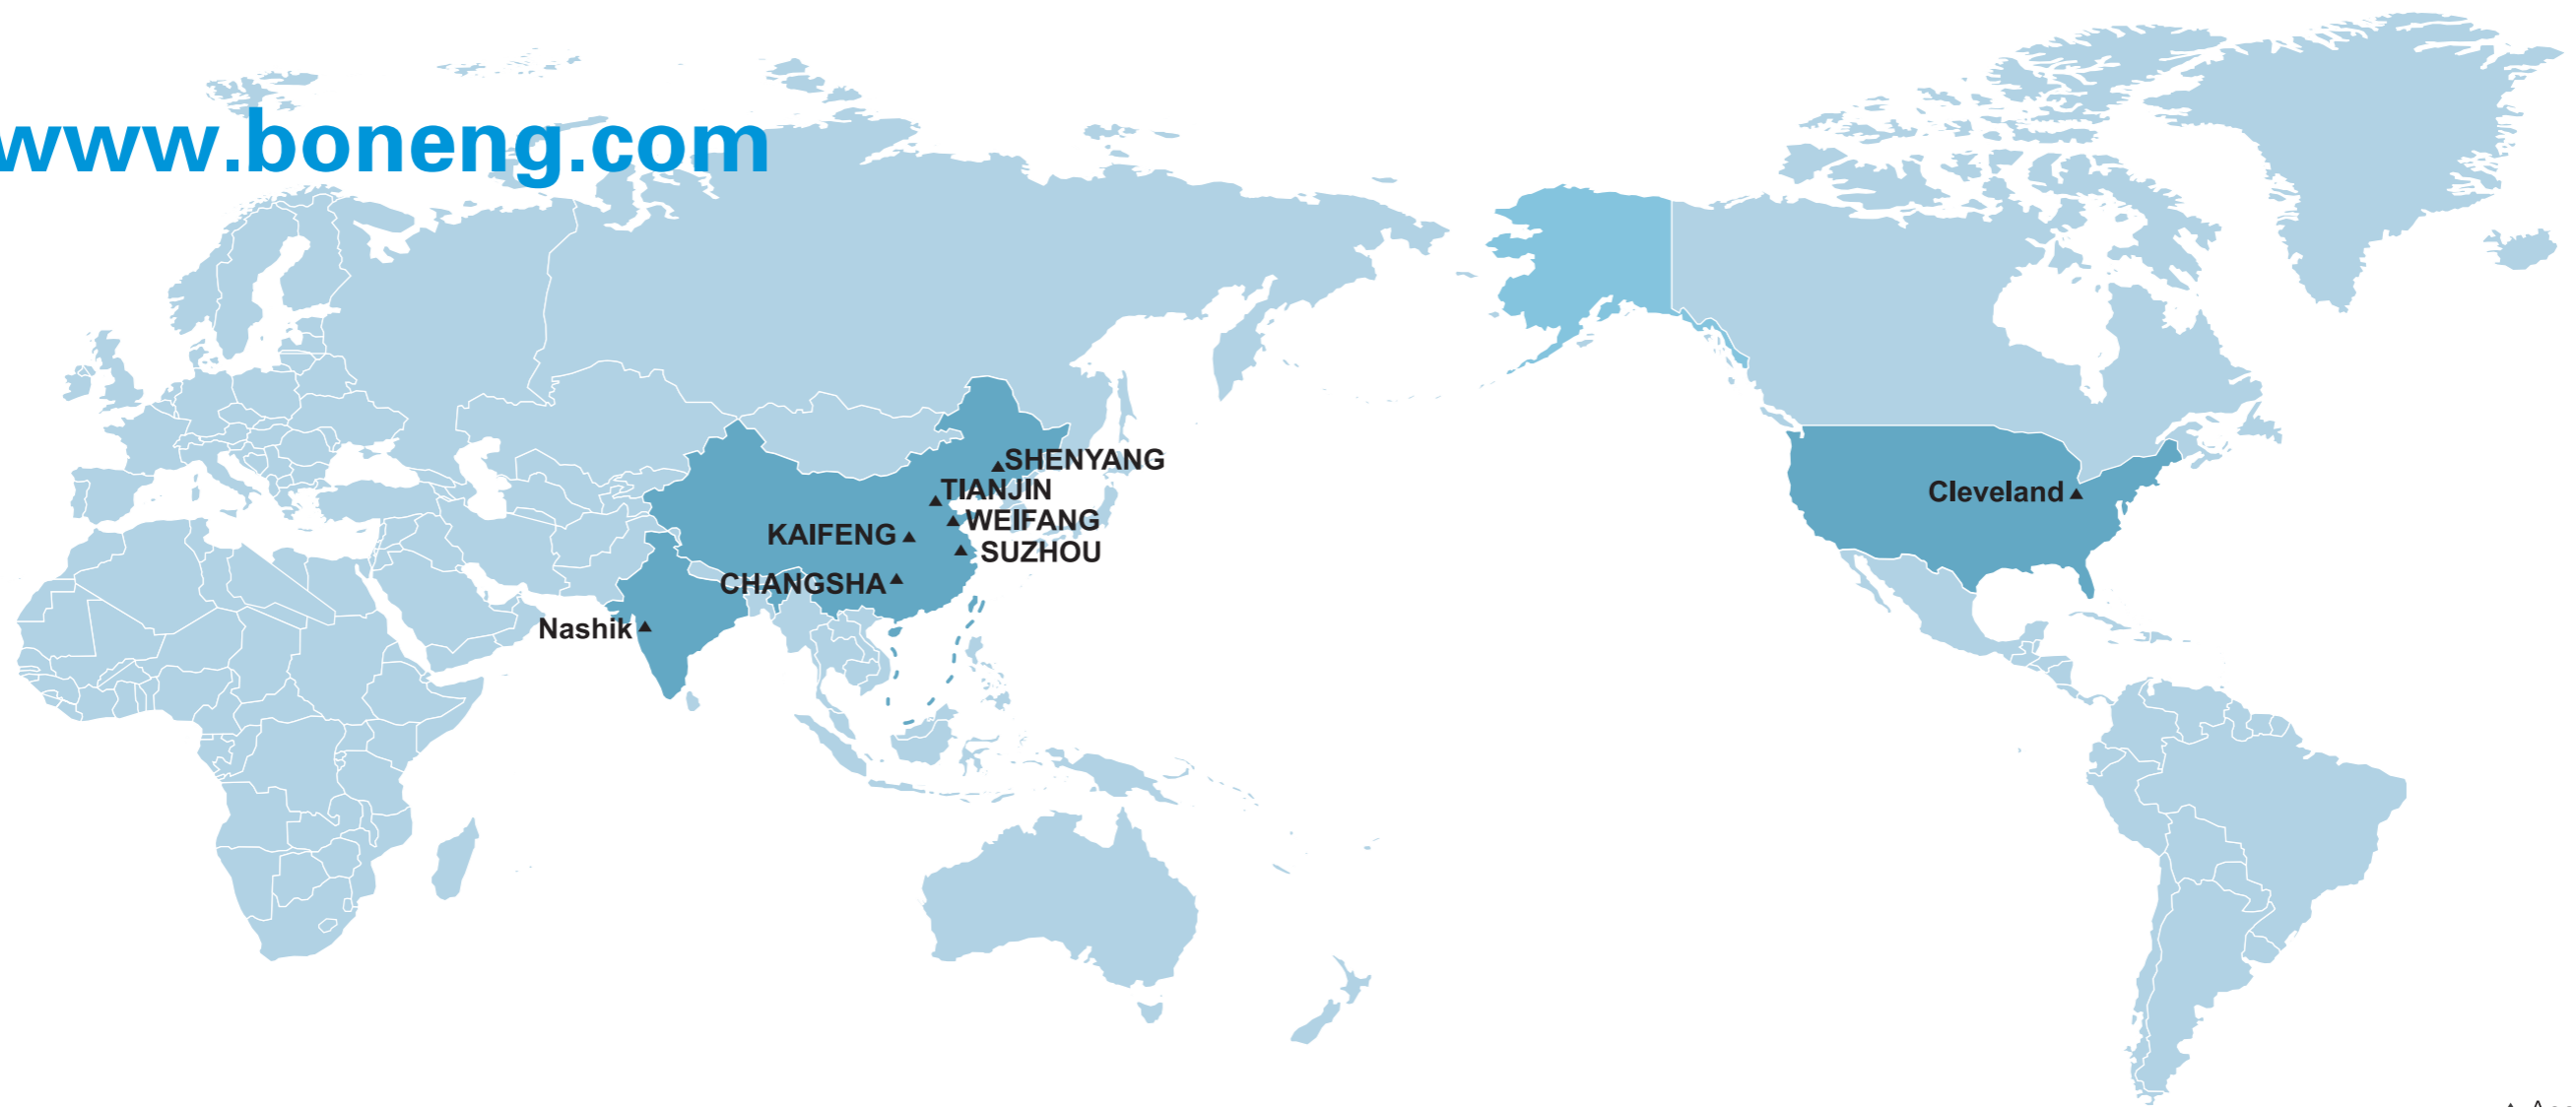 www.boneng.com
SHENYANG
TIANJIN
WEIFANG
KAIFENG
SUZHOU
CHANGSHA
Nashik
Cleveland